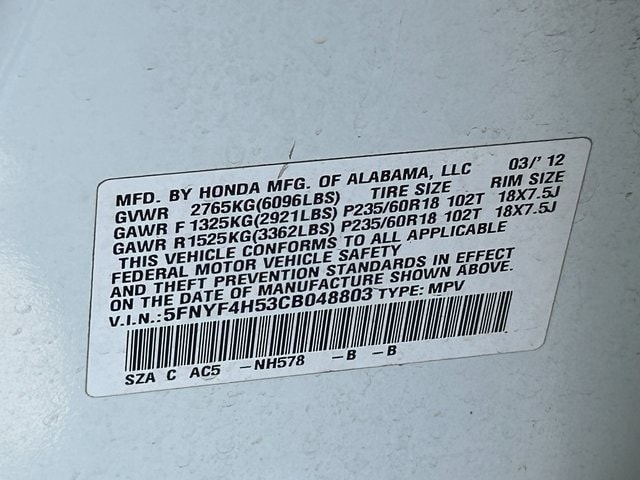 MFD. BY HONDA MFG. OF ALABAMA, LLC 03/' 12
GVWR 2765KG(6096LBS) TIRE SIZE RIM SIZE
GAWR F 1325KG(2921LBS) P235/60R18 102T 18X7.5J
GAWR R 1525KG(3362LBS) P235/60R18 102T 18X7.5J
THIS VEHICLE CONFORMS TO ALL APPLICABLE
FEDERAL MOTOR VEHICLE SAFETY
AND THEFT PREVENTION STANDARDS IN EFFECT
ON THE DATE OF MANUFACTURE SHOWN ABOVE.
V.I.N.:5FNYF4H53CB048803 TYPE: MPV
SZA C AC5 -NH578 -B -B